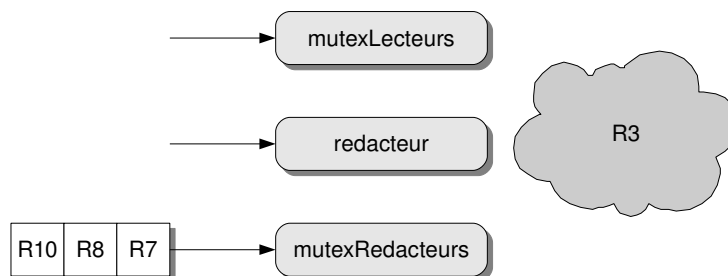 mutexLecteurs
redacteur
R3
R10 R8 R7
mutexRedacteurs